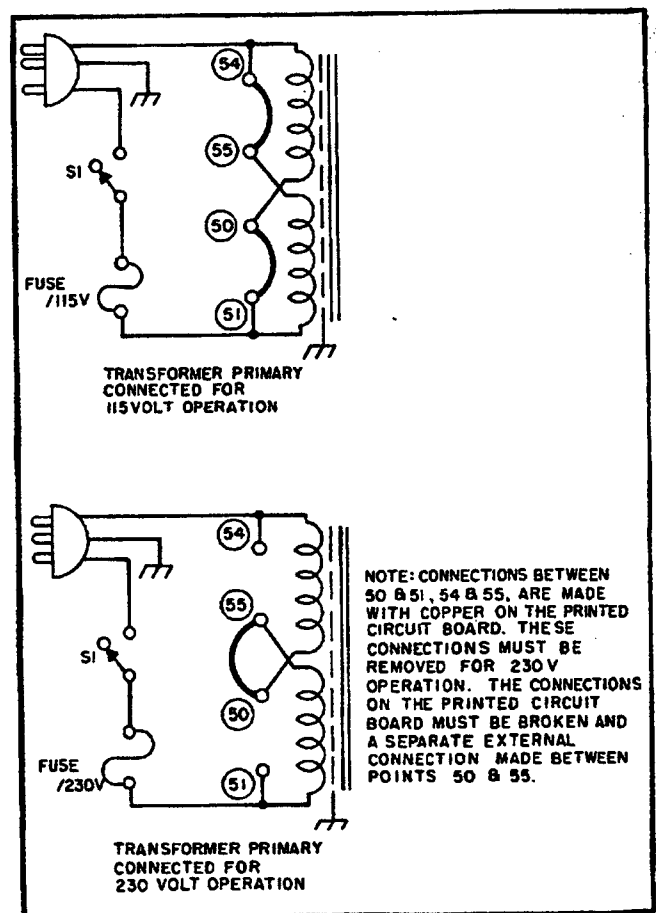 54
55
S1
50
FUSE
/115V
51
TRANSFORMER PRIMARY
CONNECTED FOR
115VOLT OPERATION
54
55
S1
50
FUSE
/230V
51
TRANSFORMER PRIMARY
CONNECTED FOR
230 VOLT OPERATION
NOTE: CONNECTIONS BETWEEN
50 & 51, 54 & 55, ARE MADE
WITH COPPER ON THE PRINTED
CIRCUIT BOARD. THESE
CONNECTIONS MUST BE
REMOVED FOR 230 V
OPERATION. THE CONNECTIONS
ON THE PRINTED CIRCUIT
BOARD MUST BE BROKEN AND
A SEPARATE EXTERNAL
CONNECTION MADE BETWEEN
POINTS 50 & 55.